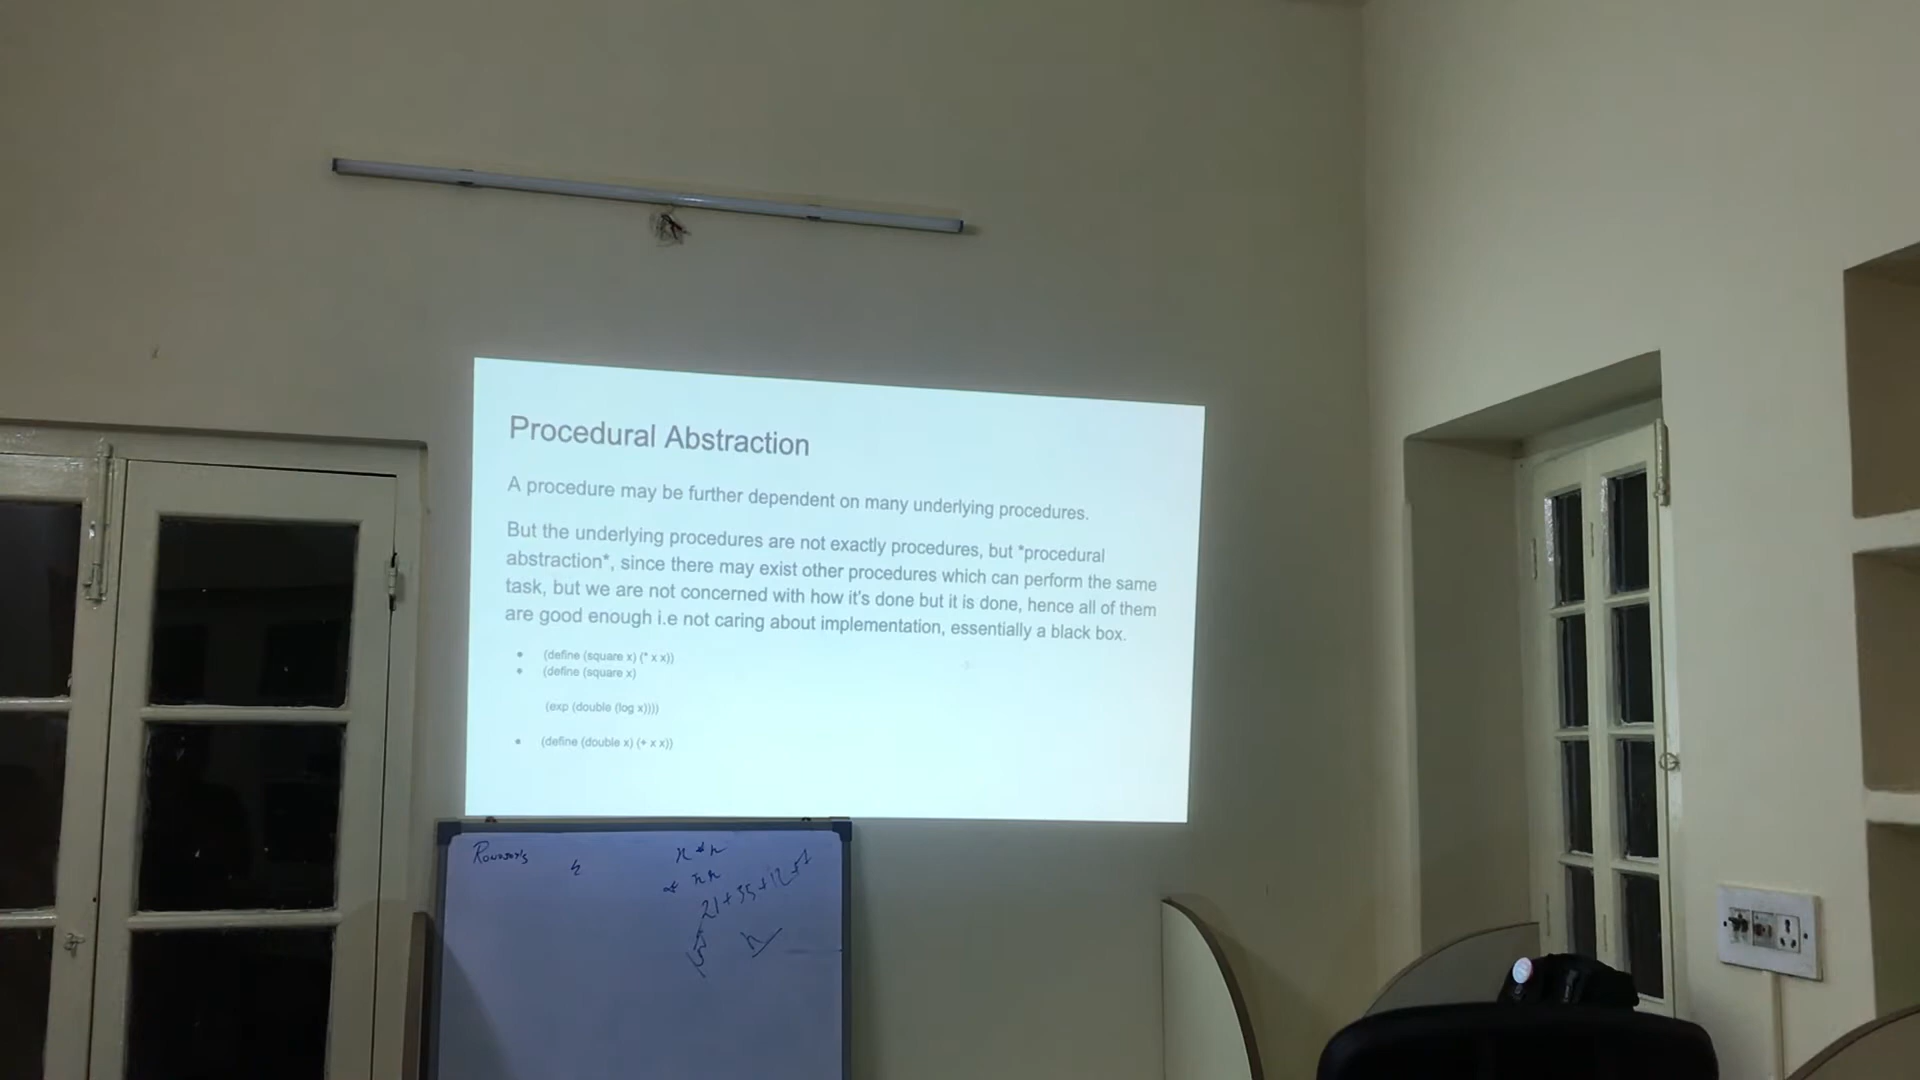 Procedural Abstraction
A procedure may be further dependent on many underlying procedures.
But the underlying procedures are not exactly procedures, but *procedural
abstraction*, since there may exist other procedures which can perform the same
task, but we are not concerned with how it's done but it is done, hence all of them
are good enough i.e not caring about implementation, essentially a black box.
• (define (square x) (* x x))
• (define (square x)
(exp (double (log x))))
• (define (double x) (+ x x))
21+35+12+51